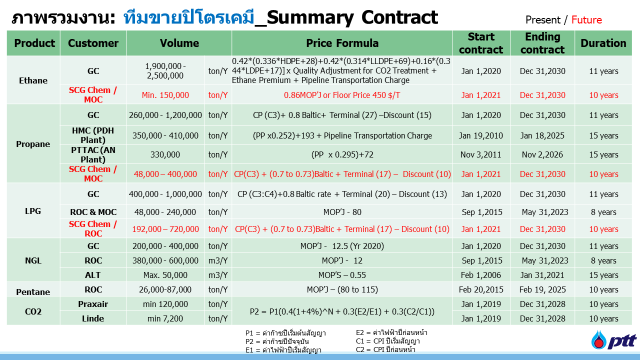 ภาพรวมงาน: ทีมขายปิโตรเคมี_Summary Contract
Present / Future
Product Customer Volume Price Formula Start contract Ending contract Duration
Ethane GC 1,900,000 - 2,500,000 ton/Y 0.42*(0.336*HDPE+28)+0.42*(0.314*LLDPE+69)+0.16*(0.344*LDPE+17)] x Quality Adjustment for CO2 Treatment + Ethane Premium + Pipeline Transportation Charge Jan 1,2020 Dec 31,2030 11 years
SCG Chem / MOC Min. 150,000 ton/Y 0.86MOP'J or Floor Price 450 $/T Jan 1,2021 Dec 31,2030 10 years
Propane GC 260,000 - 1,200,000 ton/Y CP (C3) + 0.8 Baltic+ Terminal (27) –Discount (15) Jan 1,2020 Dec 31,2030 11 years
HMC (PDH Plant) 350,000 - 410,000 ton/Y (PP x0.252)+193 + Pipeline Transportation Charge Jan 19,2010 Jan 18,2025 15 years
PTTAC (AN Plant) 330,000 ton/Y (PP x 0.295)+72 Nov 3,2011 Nov 2,2026 15 years
SCG Chem / MOC 48,000 – 400,000 ton/Y CP(C3) + (0.7 to 0.73)Baltic + Terminal (17) – Discount (10) Jan 1,2021 Dec 31,2030 10 years
LPG GC 400,000 - 1,000,000 ton/Y CP (C3:C4)+0.8 Baltic rate + Terminal (20) – Discount (13) Jan 1,2020 Dec 31,2030 11 years
ROC & MOC 48,000 - 240,000 ton/Y MOP'J - 80 Sep 1,2015 May 31,2023 8 years
SCG Chem / ROC 192,000 – 720,000 ton/Y CP(C3) + (0.7 to 0.73)Baltic + Terminal (17) – Discount (10) Jan 1,2021 Dec 31,2030 10 years
NGL GC 200,000 - 400,000 ton/Y MOP'J - 12.5 (Yr 2020) Jan 1,2020 Dec 31,2030 11 years
ROC 380,000 - 600,000 m3/Y MOP'J - 12 Sep 1,2015 May 31,2023 8 years
ALT Max. 50,000 m3/Y MOP'S – 0.55 Feb 1,2006 Jan 31,2021 15 years
Pentane ROC 26,000-87,000 ton/Y MOP'J – (80 to 115) Feb 20,2015 Feb 19, 2025 10 years
CO2 Praxair min 120,000 ton/Y P2 = P1(0.4(1+4%)^N + 0.3(E2/E1) + 0.3(C2/C1)) Jan 1,2019 Dec 31,2028 10 years
Linde min 7,200 ton/Y Jan 1,2019 Dec 31,2028 10 years
P1 = ค่าก๊าซปีเริ่มต้นสัญญา
P2 = ค่าก๊าซปีปัจจุบัน
E1 = ค่าไฟฟ้าปีเริ่มสัญญา
E2 = ค่าไฟฟ้าปีก่อนหน้า
C1 = CPI ปีเริ่มสัญญา
C2 = CPI ปีก่อนหน้า
ptt